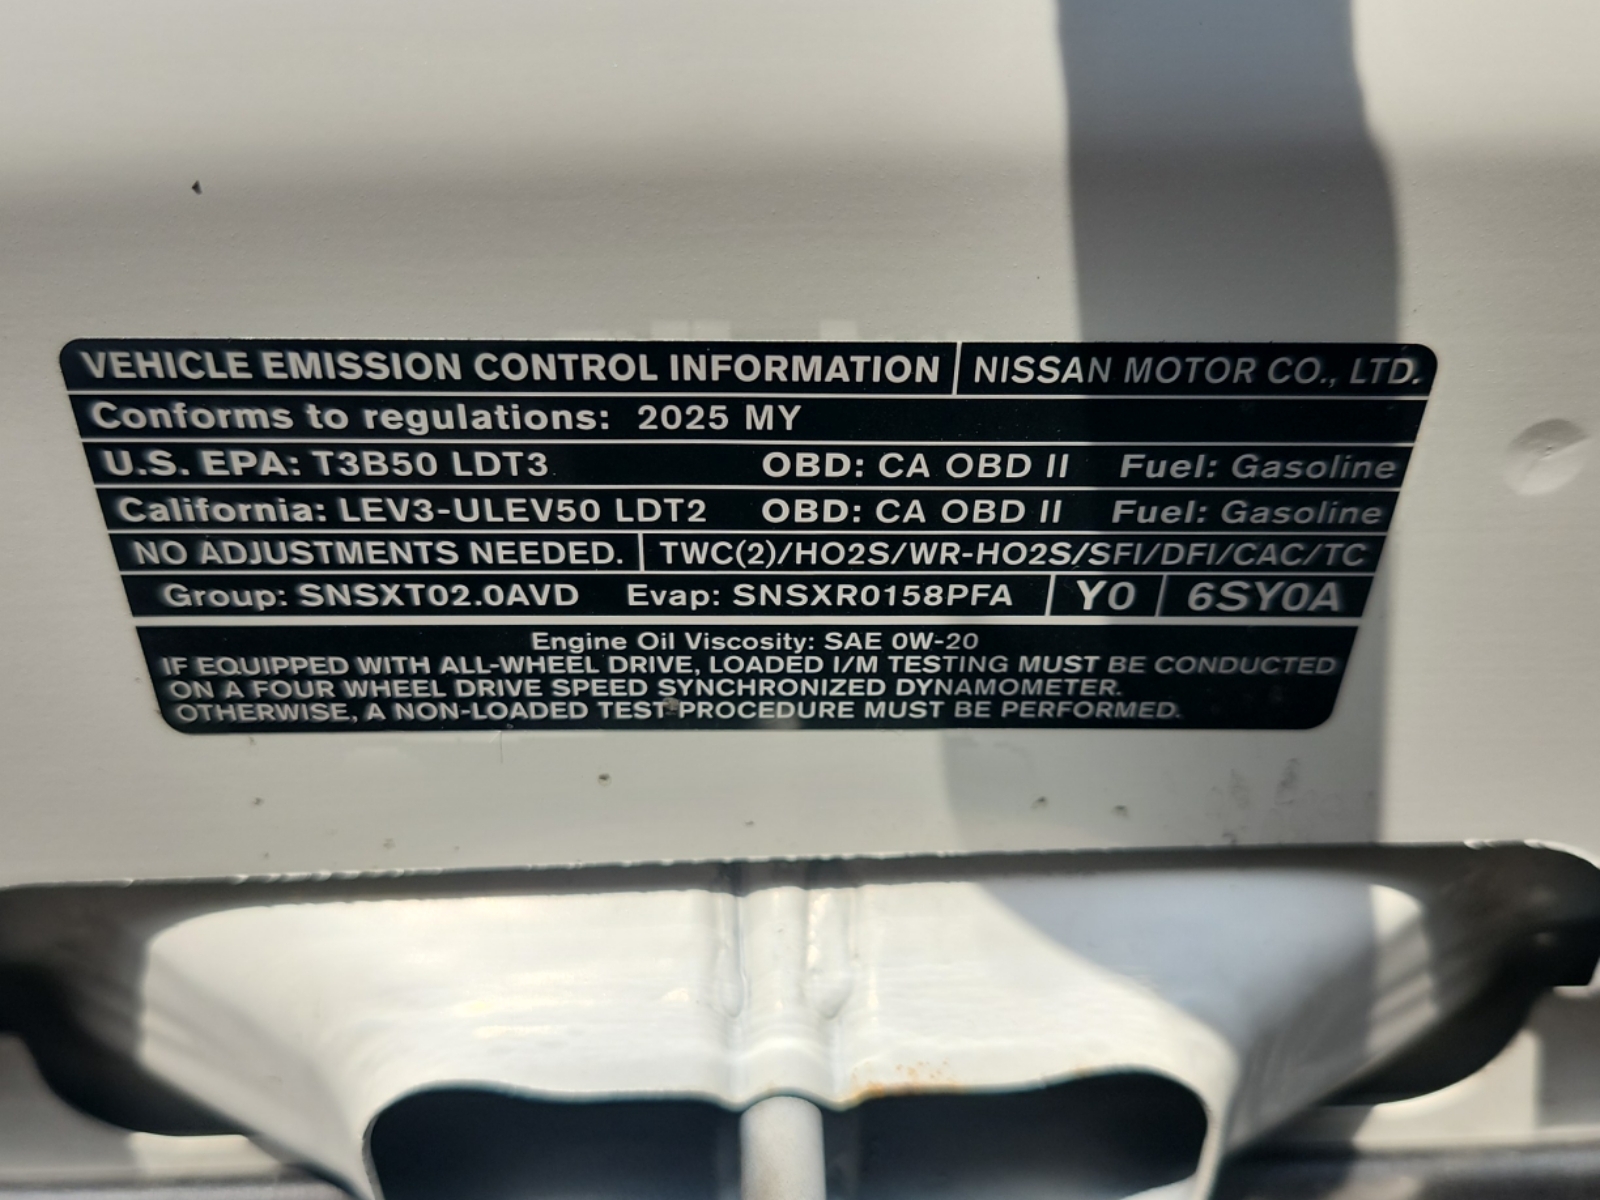 VEHICLE EMISSION CONTROL INFORMATION NISSAN MOTOR CO., LTD.
Conforms to regulations: 2025 MY
U.S. EPA: T3B50 LDT3 OBD: CA OBD II Fuel: Gasoline
California: LEV3-ULEV50 LDT2 OBD: CA OBD II Fuel: Gasoline
NO ADJUSTMENTS NEEDED. TWC(2)/HO2S/WR-HO2S/SFI/DFI/CAC/TC
Group: SNSXT02.0AVD Evap: SNSXR0158PFA Y0 6SY0A
Engine Oil Viscosity: SAE 0W-20
IF EQUIPPED WITH ALL-WHEEL DRIVE, LOADED I/M TESTING MUST BE CONDUCTED
ON A FOUR WHEEL DRIVE SPEED SYNCHRONIZED DYNAMOMETER.
OTHERWISE, A NON-LOADED TEST PROCEDURE MUST BE PERFORMED.